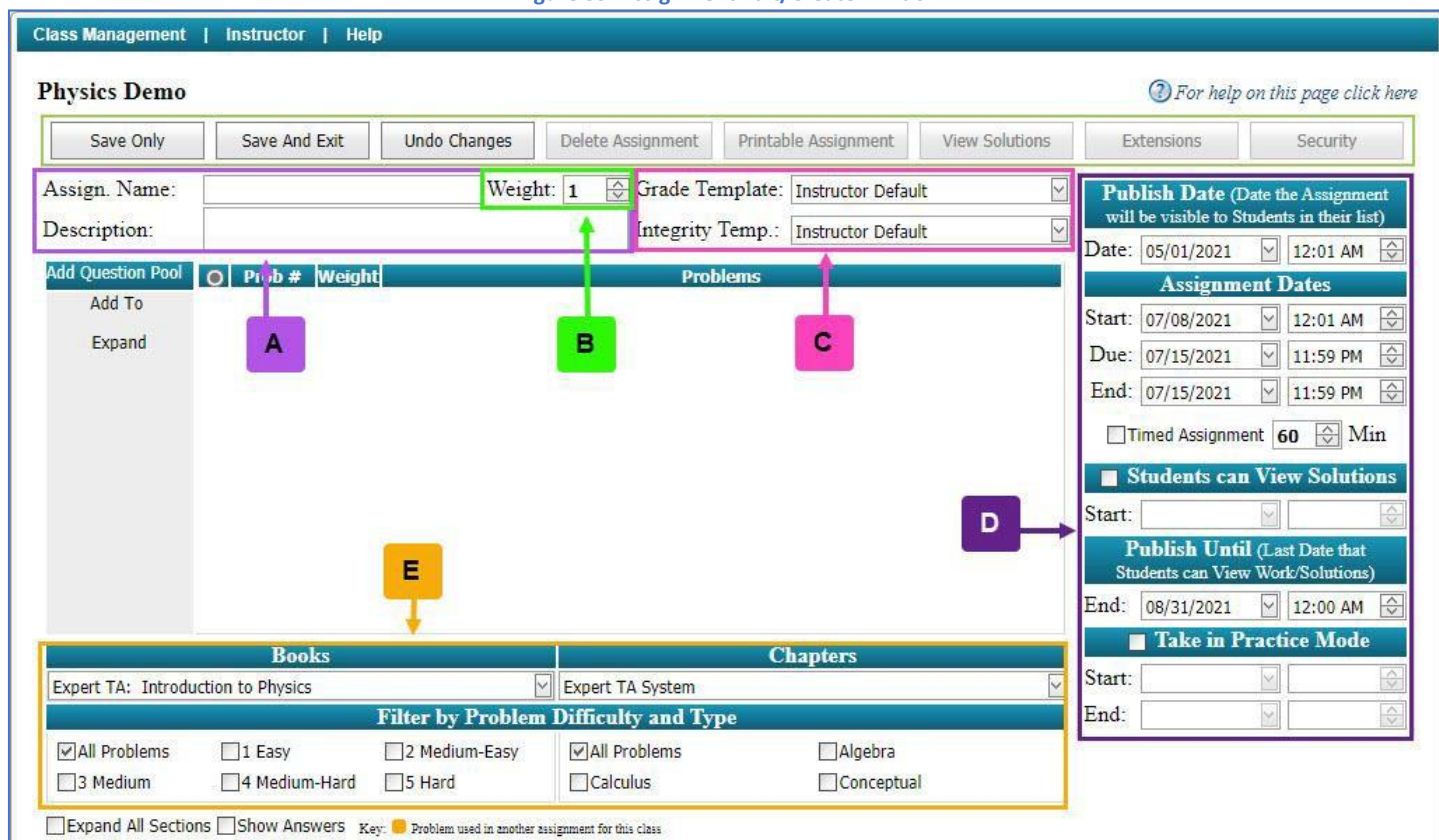 Class Management | Instructor | Help
Physics Demo
For help on this page click here
Save Only Save And Exit Undo Changes Delete Assignment Printable Assignment View Solutions Extensions Security
Assign. Name: Weight: 1 Grade Template: Instructor Default
Description: Integrity Temp.: Instructor Default
Add Question Pool Prob # Weight Problems
Add To
Expand
A
B
C
D
E
Publish Date (Date the Assignment
will be visible to Students in their list)
Date: 05/01/2021 12:01 AM
Assignment Dates
Start: 07/08/2021 12:01 AM
Due: 07/15/2021 11:59 PM
End: 07/15/2021 11:59 PM
Timed Assignment 60 Min
Students can View Solutions
Start:
Publish Until (Last Date that
Students can View Work/Solutions)
End: 08/31/2021 12:00 AM
Take in Practice Mode
Start:
End:
Books Chapters
Expert TA: Introduction to Physics Expert TA System
Filter by Problem Difficulty and Type
All Problems 1 Easy 2 Medium-Easy All Problems Algebra
3 Medium 4 Medium-Hard 5 Hard Calculus Conceptual
Expand All Sections Show Answers Key: Problem used in another assignment for this class